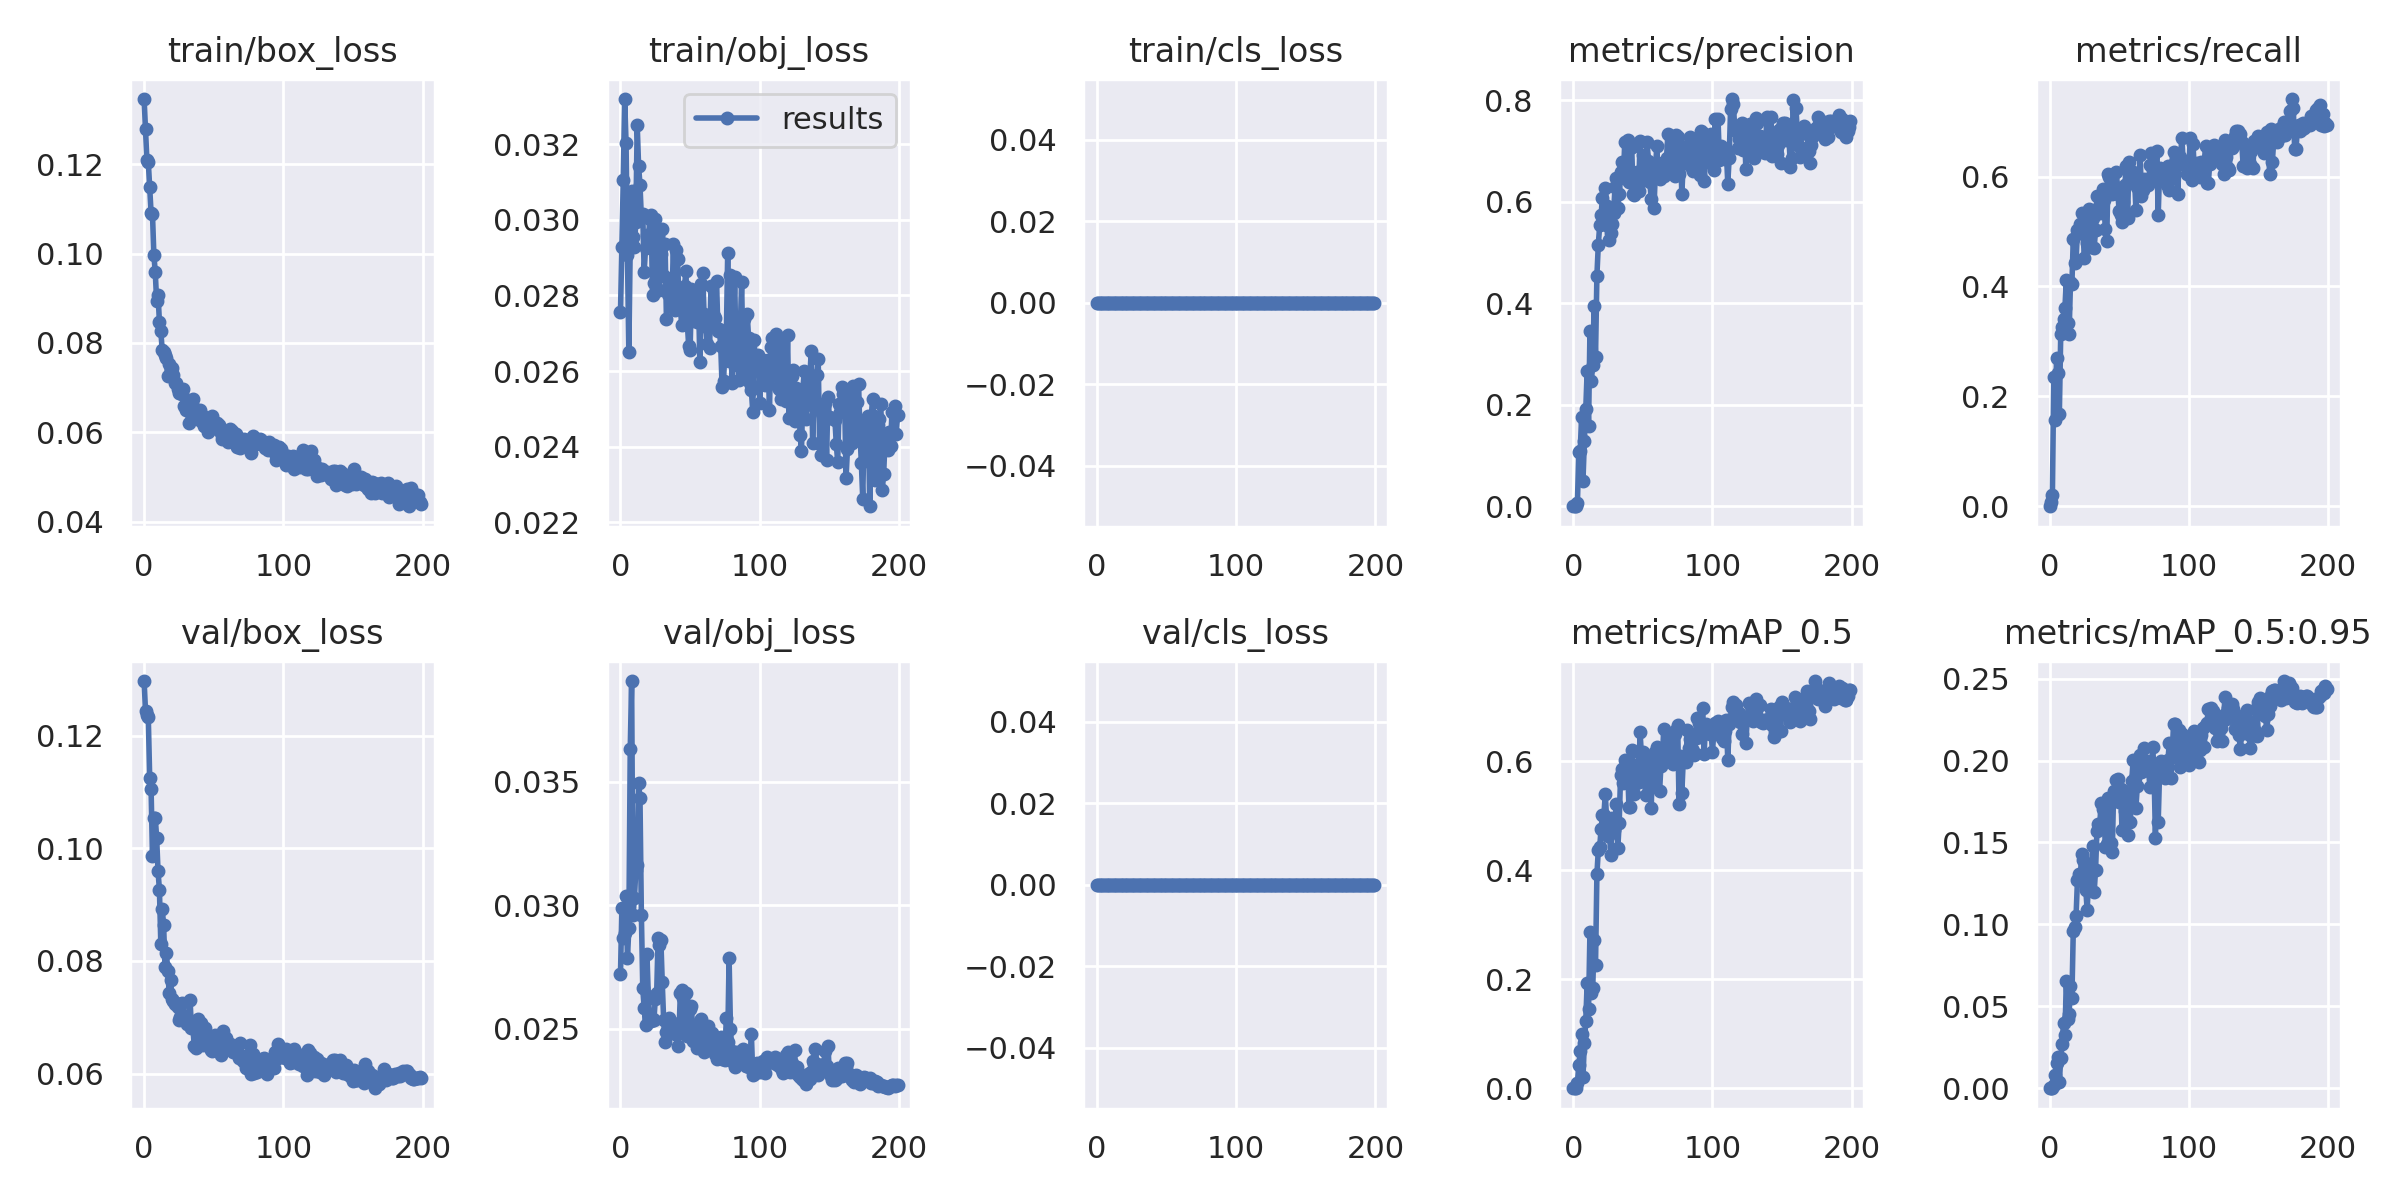 train/box_loss
0.12
0.10
0.08
0.06
0.04
0 100 200
train/obj_loss
results
0.032
0.030
0.028
0.026
0.024
0.022
0 100 200
train/cls_loss
0.04
0.02
0.00
−0.02
−0.04
0 100 200
metrics/precision
0.8
0.6
0.4
0.2
0.0
0 100 200
metrics/recall
0.6
0.4
0.2
0.0
0 100 200
val/box_loss
0.12
0.10
0.08
0.06
0 100 200
val/obj_loss
0.035
0.030
0.025
0 100 200
val/cls_loss
0.04
0.02
0.00
−0.02
−0.04
0 100 200
metrics/mAP_0.5
0.6
0.4
0.2
0.0
0 100 200
metrics/mAP_0.5:0.95
0.25
0.20
0.15
0.10
0.05
0.00
0 100 200